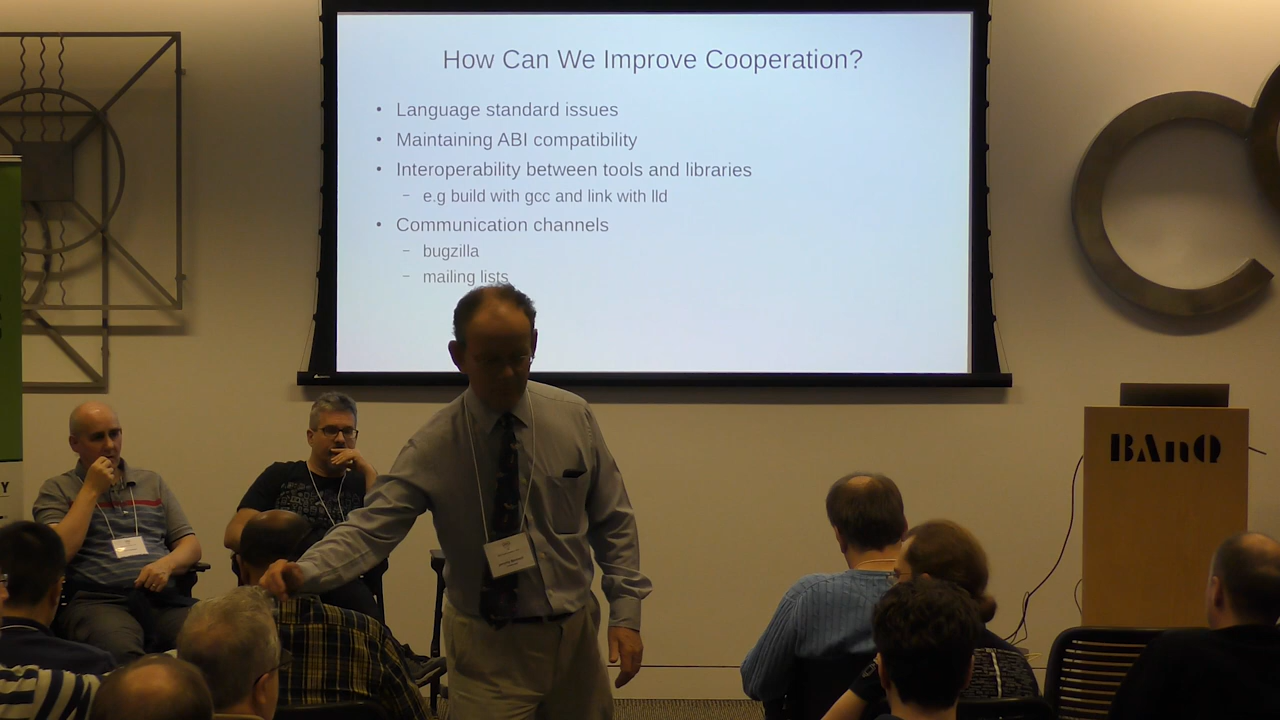 How Can We Improve Cooperation?
• Language standard issues
• Maintaining ABI compatibility
• Interoperability between tools and libraries
– e.g build with gcc and link with lld
• Communication channels
– bugzilla
– mailing lists
BAnQ
Y